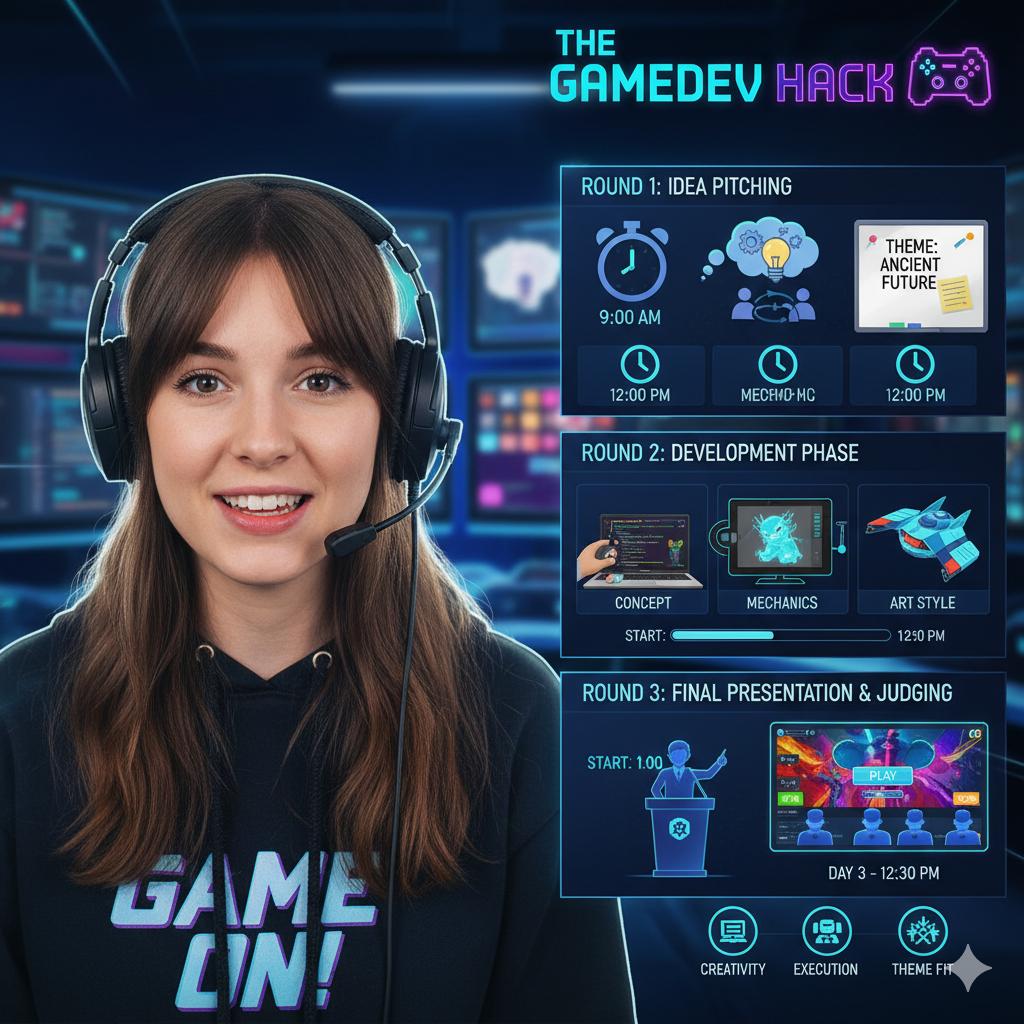 THE
GAMEDEV HACK
ROUND 1: IDEA PITCHING
9:00 AM
THEME:
ANCIENT
FUTURE
12:00 PM
12:00 PM
ROUND 2: DEVELOPMENT PHASE
CONCEPT
MECHANICS
ART STYLE
START:
ROUND 3: FINAL PRESENTATION & JUDGING
START: 1.00
PLAY
DAY 3 - 12:30 PM
CREATIVITY
EXECUTION
THEME FIT
GAME
ON!